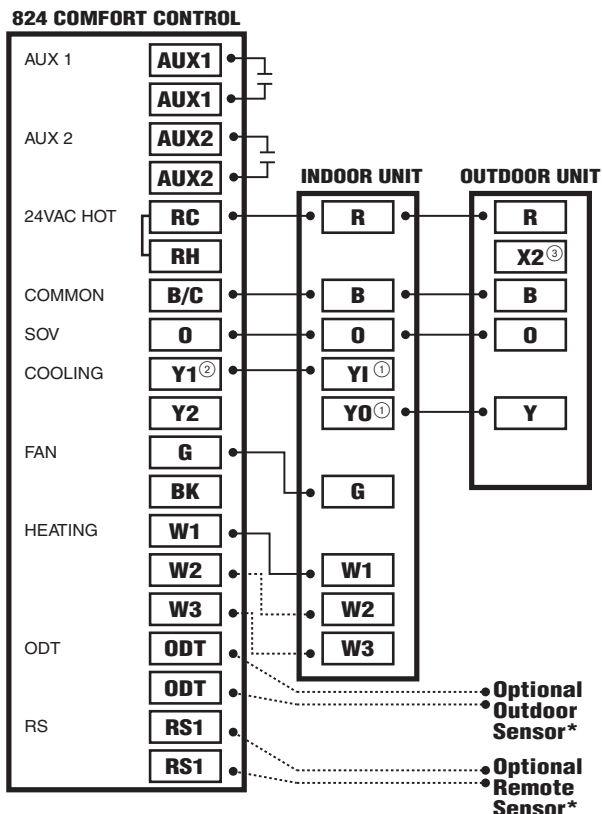 824 COMFORT CONTROL
AUX 1 AUX1
AUX1
AUX 2 AUX2
AUX2
INDOOR UNIT OUTDOOR UNIT
24VAC HOT RC R R
RH X2③
COMMON B/C B B
SOV O O O
COOLING Y1② YI①
Y2 YO① Y
FAN G
BK G
HEATING W1
W2 W1
W3 W2
ODT ODT W3
ODT
Optional
Outdoor
Sensor*
RS RS1
RS1
Optional
Remote
Sensor*